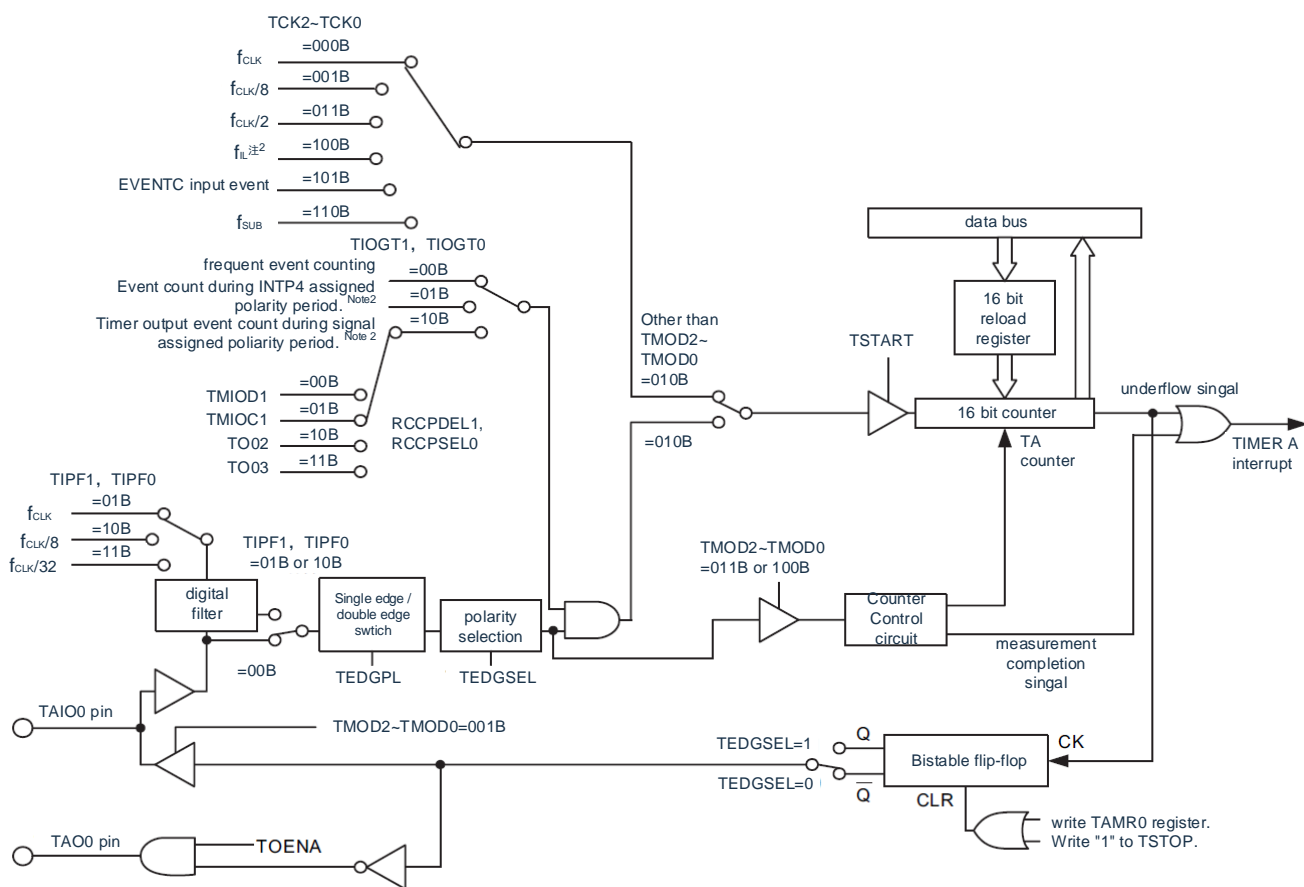 TCK2~TCK0
fCLK =000B
fCLK/8 =001B
fCLK/2 =011B
fIL注2 =100B
EVENTC input event =101B
fSUB =110B
data bus
TIOGT1, TIOGT0
frequent event counting =00B
Event count during INTP4 assigned
polarity period. Note2 =01B
Timer output event count during signal
assigned poliarity period. Note 2 =10B
16 bit
reload
register
Other than
TMOD2~
TMOD0
=010B
TSTART
TMIOD1 =00B
TMIOC1 =01B
TO02 =10B
TO03 =11B
RCCPDEL1,
RCCPSEL0
=010B
16 bit counter
underflow singal
TA
counter
TIMER A
interrupt
TIPF1, TIPF0
fCLK =01B
fCLK/8 =10B
fCLK/32 =11B
TIPF1, TIPF0
=01B or 10B
digital
filter
=00B
Single edge /
double edge
swtich
polarity
selection
TEDGPL
TEDGSEL
TMOD2~TMOD0
=011B or 100B
Counter
Control
circuit
measurement
completion
singal
TAIO0 pin
TMOD2~TMOD0=001B
TEDGSEL=1
TEDGSEL=0
Q
Q̅
Bistable flip-flop
CK
CLR
write TAMR0 register.
Write "1" to TSTOP.
TAO0 pin
TOENA